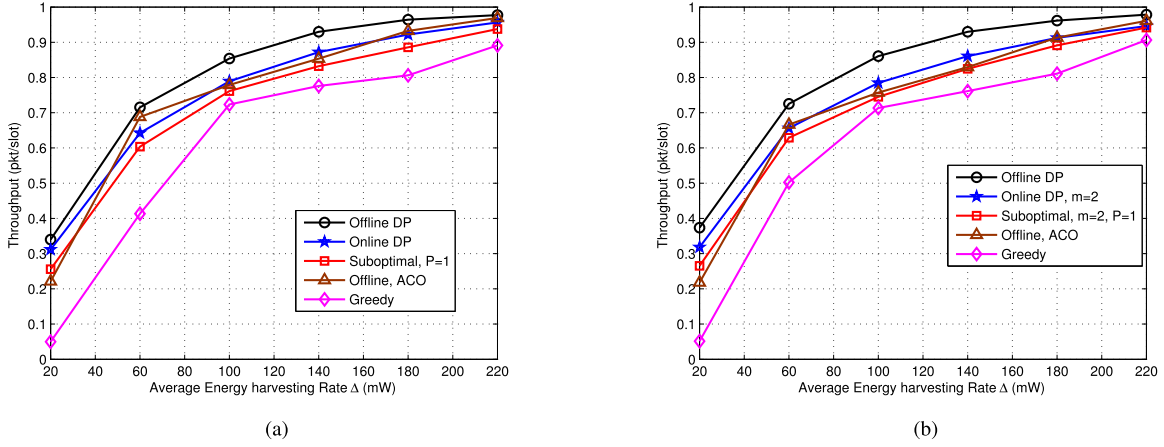 1
0.9
0.8
0.7
0.6
0.5
0.4
0.3
0.2
0.1
0
Throughput (pkt/slot)
Offline DP
Online DP
Suboptimal, P=1
Offline, ACO
Greedy
20 40 60 80 100 120 140 160 180 200 220
Average Energy harvesting Rate Δ (mW)
(a)
1
0.9
0.8
0.7
0.6
0.5
0.4
0.3
0.2
0.1
0
Throughput (pkt/slot)
Offline DP
Online DP, m=2
Suboptimal, m=2, P=1
Offline, ACO
Greedy
20 40 60 80 100 120 140 160 180 200 220
Average Energy harvesting Rate Δ (mW)
(b)